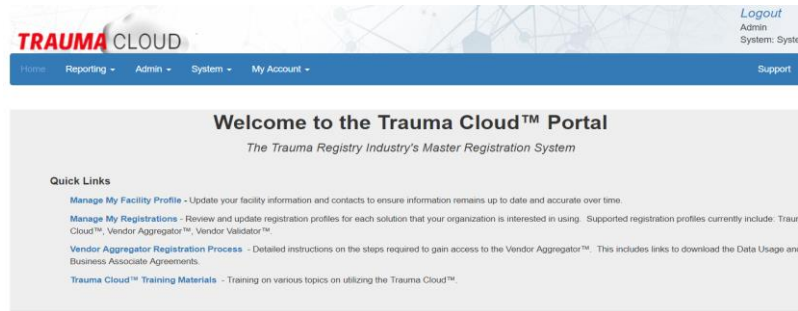 Logout
Admin
TRAUMA CLOUD
System:
Home Reporting Admin System My Account Support
Welcome to the Trauma Cloud™ Portal
The Trauma Registry Industry's Master Registration System
Quick Links
Manage My Facility Profile - Update your facility information and contacts to ensure information remains up to date and accurate over time.
Manage My Registrations - Review and update registration profiles for each solution that your organization is interested in using. Supported registration profiles currently include:
Cloud™, Vendor Aggregator™, Vendor Validator™.
Vendor Aggregator Registration Process - Detailed instructions on the steps required to gain access to the Vendor Aggregator™. This includes links to download the Data Usage and
Business Associate Agreements.
Trauma Cloud™ Training Materials - Training on various topics on utilizing the Trauma Cloud™.